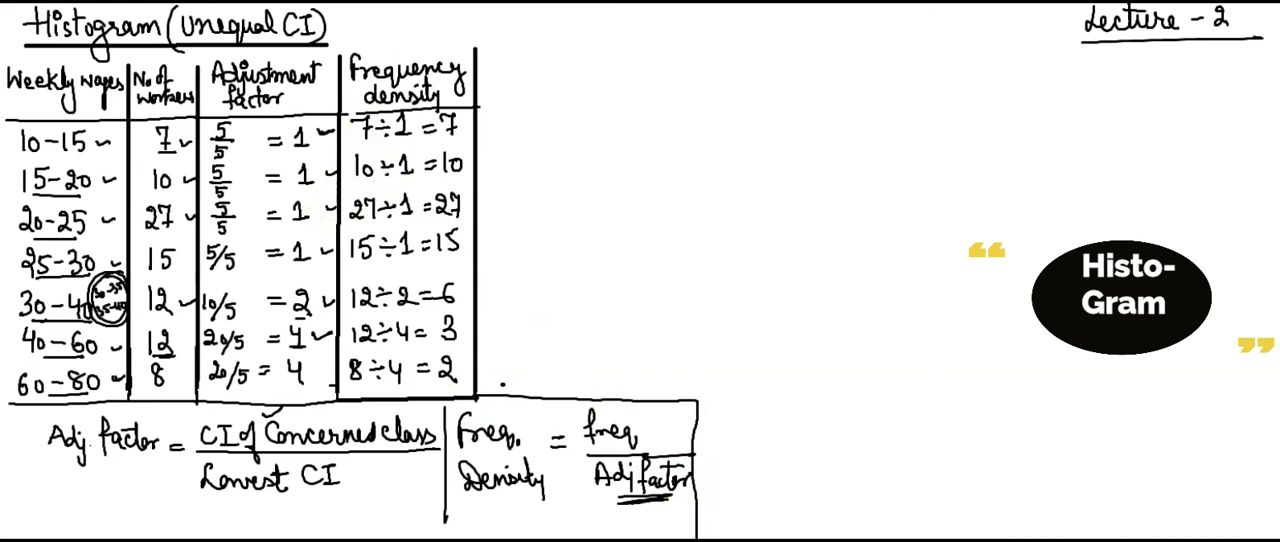 Histogram (Unequal CI)
Lecture - 2
Weekly wages No. of workers Adjustment factor Frequency density
10-15 7 5/5 = 1 7÷1 = 7
15-20 10 5/5 = 1 10÷1 = 10
20-25 27 5/5 = 1 27÷1 = 27
25-30 15 5/5 = 1 15÷1 = 15
30-40 12 10/5 = 2 12÷2 = 6
40-60 12 20/5 = 4 12÷4 = 3
60-80 8 20/5 = 4 8÷4 = 2
Adj. factor = CI of Concerned class / Lowest CI
Freq. Density = freq / Adj factor
“
Histo-
Gram
”